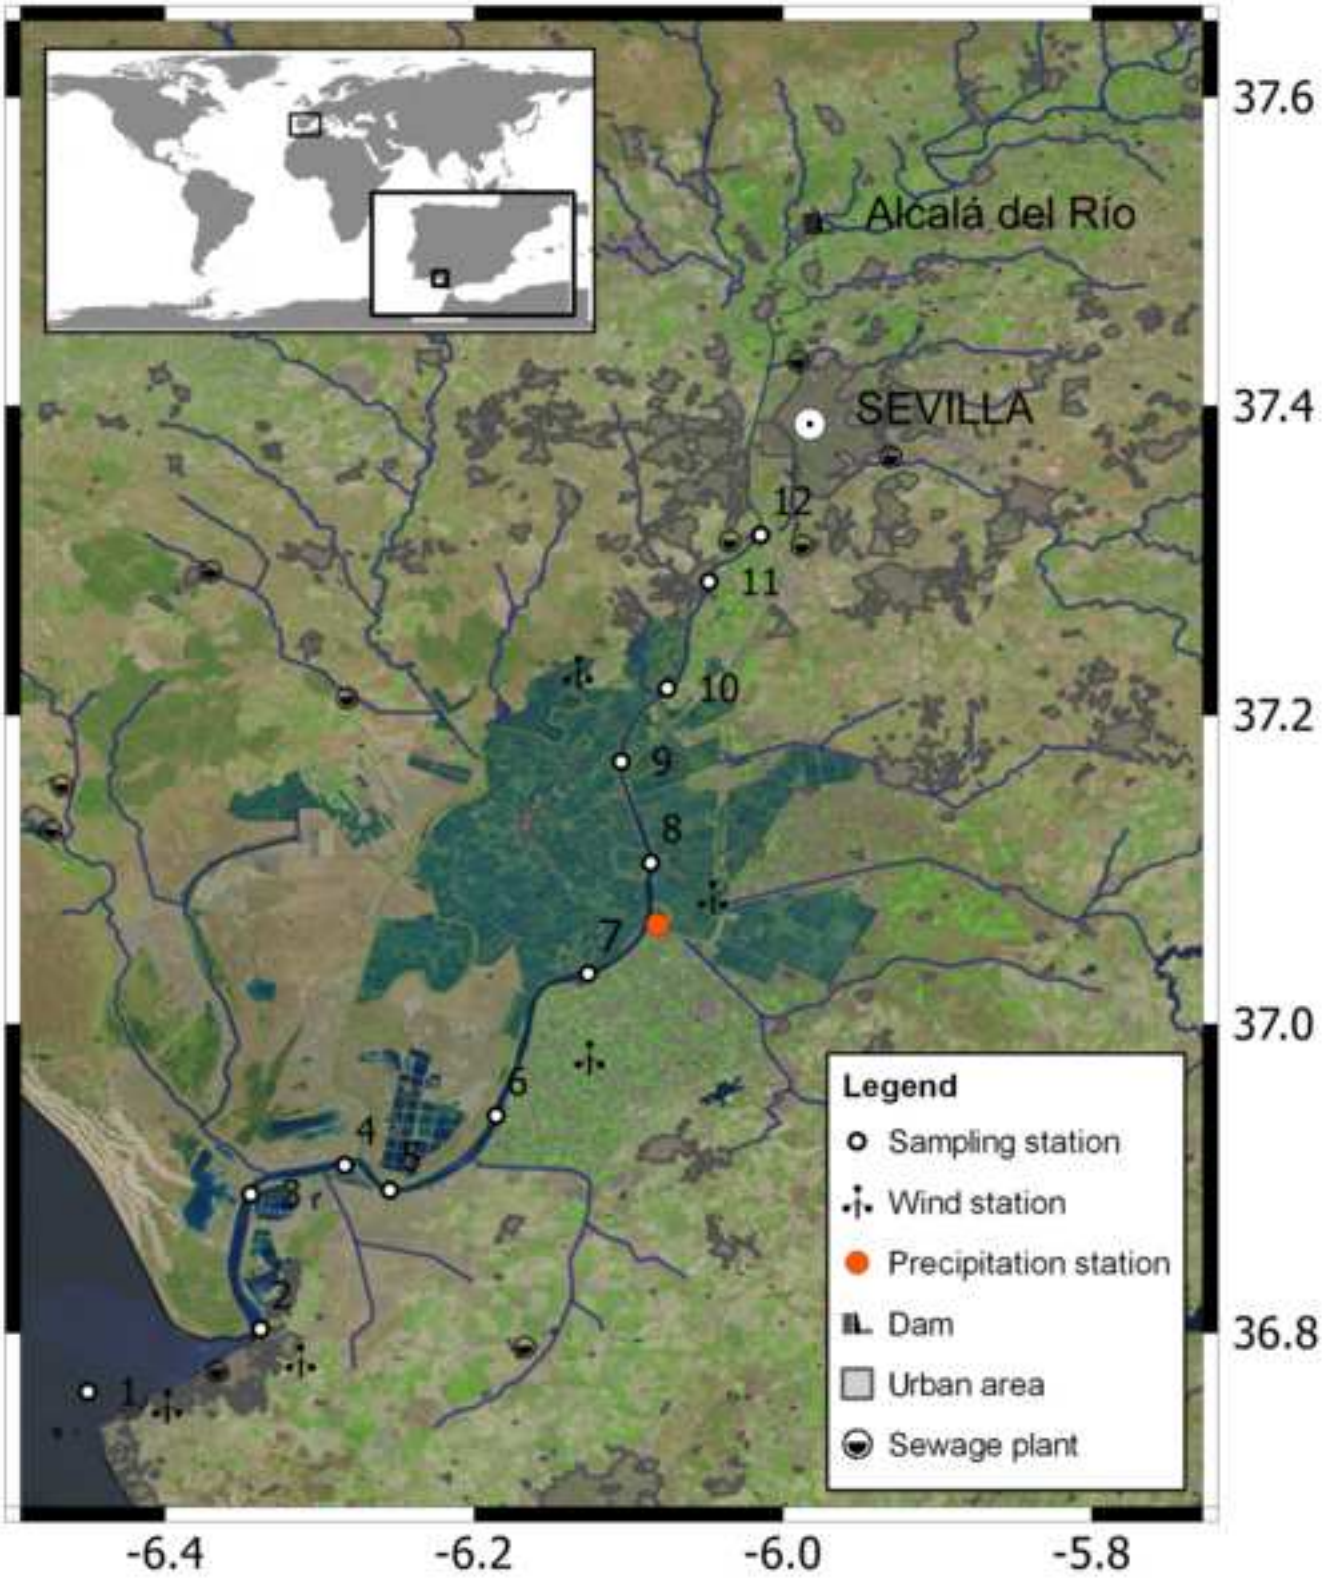 37.6
Alcalá del Río
37.4
SEVILLA
12
11
10
37.2
9
8
7
37.0
6
4
5
3
r
2
36.8
1
Legend
Sampling station
Wind station
Precipitation station
Dam
Urban area
Sewage plant
-6.4
-6.2
-6.0
-5.8